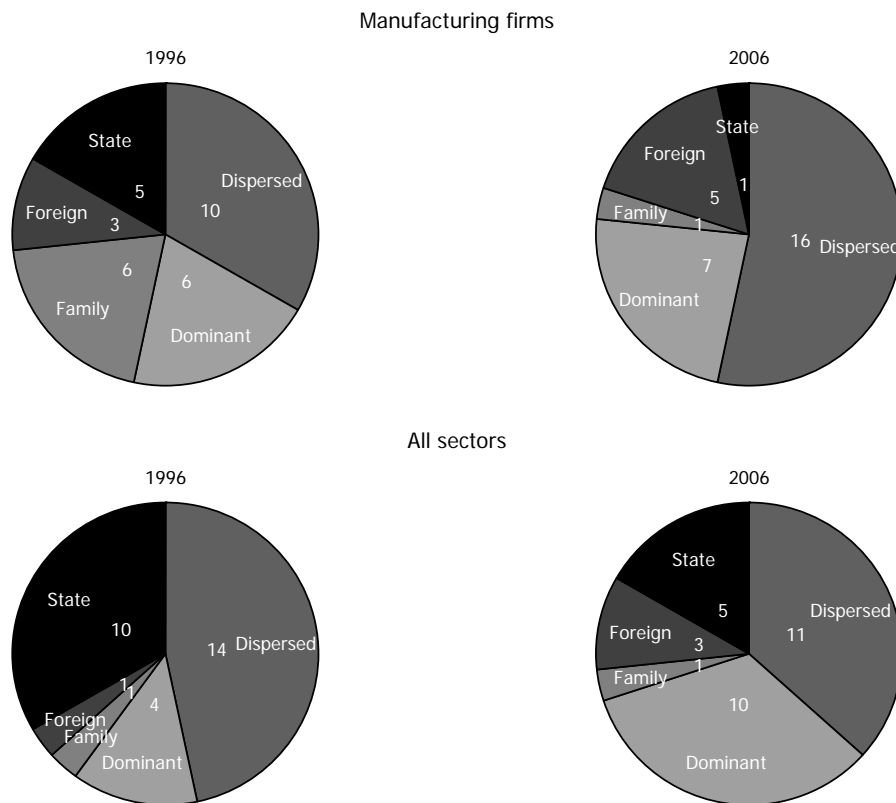 Manufacturing firms
1996
2006
State
5
Dispersed
10
Foreign
3
Family
6
Dominant
6
State
1
Foreign
5
Family
1
Dominant
7
Dispersed
16
All sectors
1996
2006
State
10
Dispersed
14
Foreign
1
Family
1
Dominant
4
State
5
Dispersed
11
Foreign
3
Family
1
Dominant
10